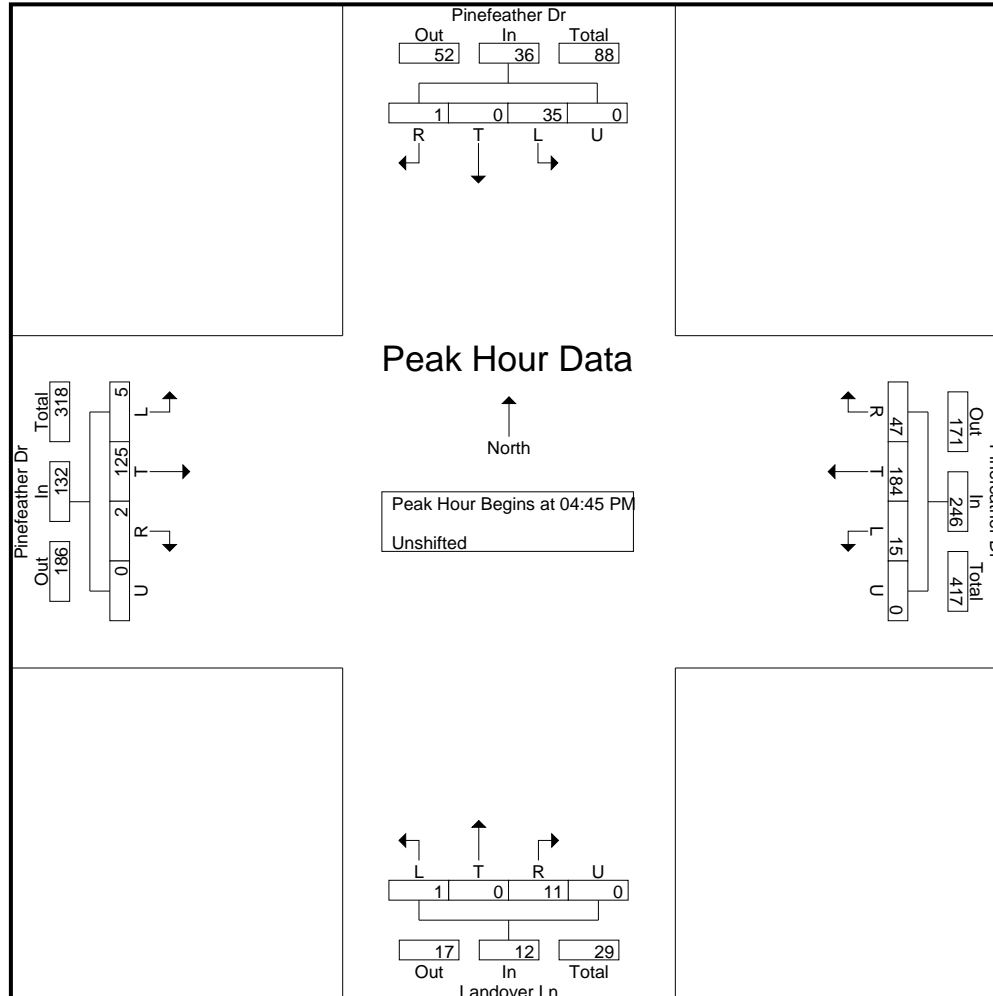 Pinefeather Dr
Out In Total
52 36 88
1 0 35 0
R T L U
Peak Hour Data
North
Peak Hour Begins at 04:45 PM
Unshifted
Pinefeather Dr
Total In Out
318 132 186
5 125 2 0
L T R U
R T L U
47 184 15 0
Out In Total
171 246 417
L T R U
1 0 11 0
17 12 29
Out In Total
Landover Ln